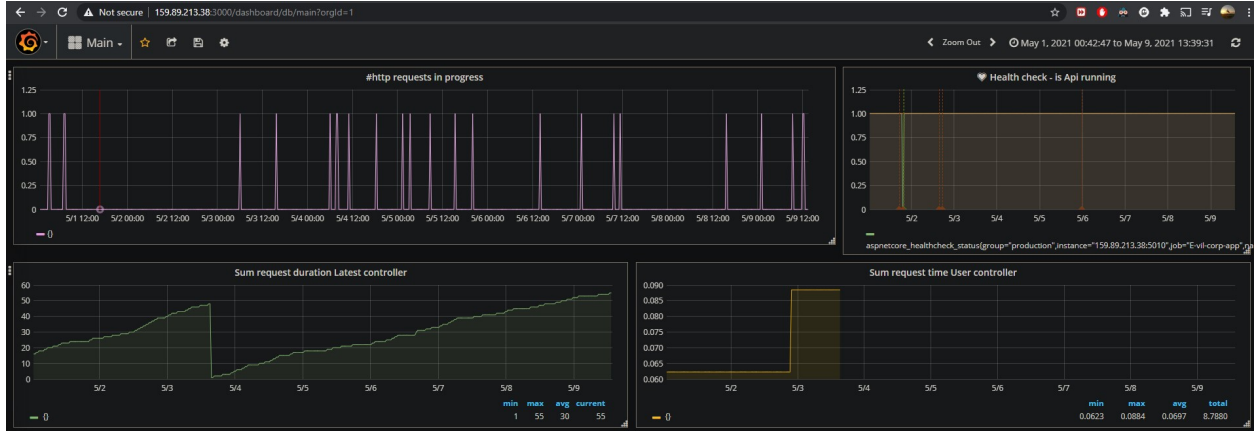 Not secure | 159.89.213.38:3000/dashboard/db/main?orgId=1
Main
Zoom Out
May 1, 2021 00:42:47 to May 9, 2021 13:39:31
#http requests in progress
1.25
1.00
0.75
0.50
0.25
0
5/1 12:00 5/2 00:00 5/2 12:00 5/3 00:00 5/3 12:00 5/4 00:00 5/4 12:00 5/5 00:00 5/5 12:00 5/6 00:00 5/6 12:00 5/7 00:00 5/7 12:00 5/8 00:00 5/8 12:00 5/9 00:00 5/9 12:00
{}
Health check - is Api running
1.25
1.00
0.75
0.50
0.25
0
5/2 5/3 5/4 5/5 5/6 5/7 5/8 5/9
aspnetcore_healthcheck_status{group="production",instance="159.89.213.38:5010",job="E-vil-corp-app",na
Sum request duration Latest controller
60
50
40
30
20
10
0
5/2 5/3 5/4 5/5 5/6 5/7 5/8 5/9
min max avg current
{} 1 55 30 55
Sum request time User controller
0.090
0.085
0.080
0.075
0.070
0.065
0.060
5/2 5/3 5/4 5/5 5/6 5/7 5/8 5/9
min max avg total
{} 0.0623 0.0884 0.0697 8.7880